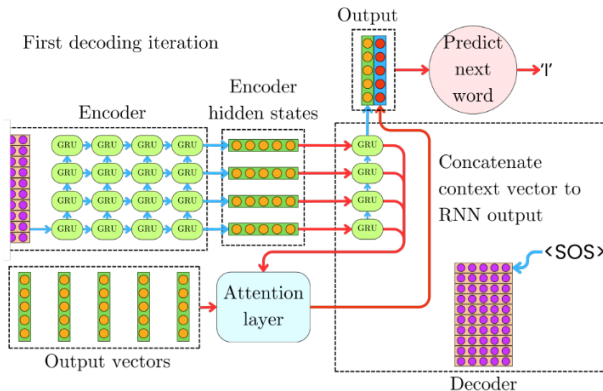 First decoding iteration
Output
Predict
next
word
'I'
Encoder
Encoder
hidden states
GRU GRU GRU GRU
GRU GRU GRU GRU
GRU GRU GRU GRU
GRU GRU GRU GRU
GRU
GRU
GRU
GRU
Concatenate
context vector to
RNN output
<SOS>
Attention
layer
Output vectors
Decoder